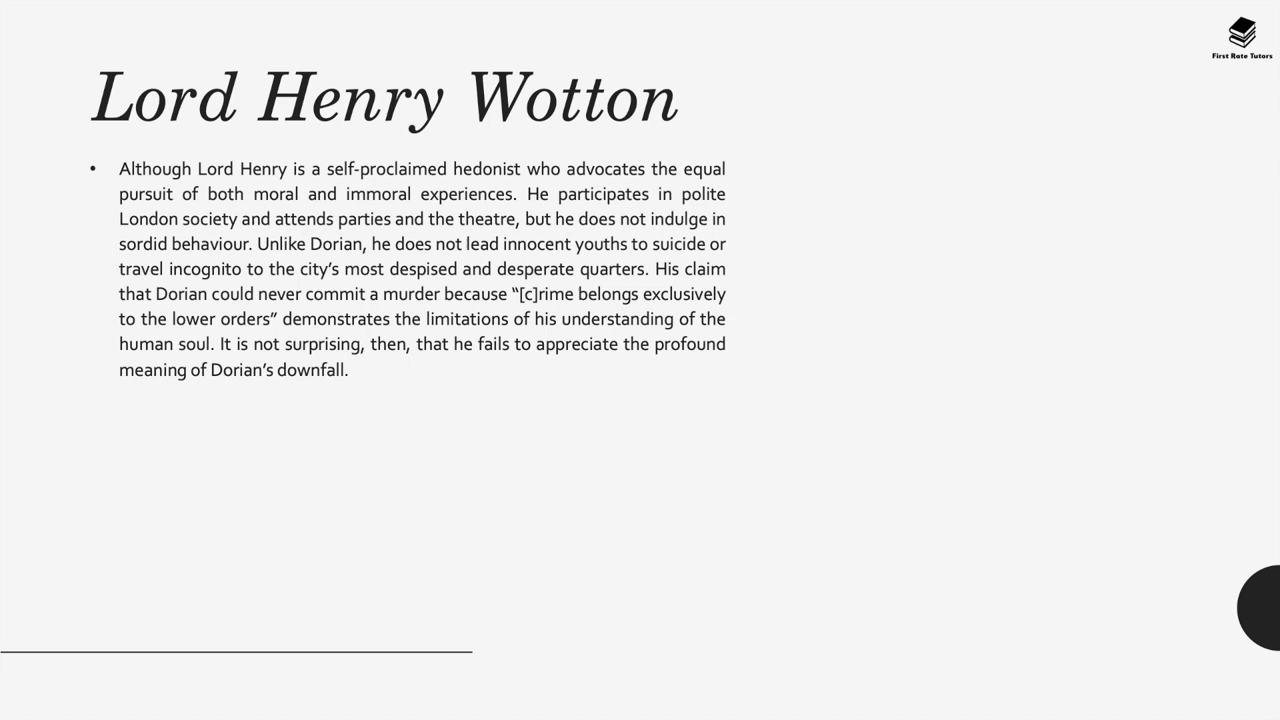 First Rate Tutors
Lord Henry Wotton
• Although Lord Henry is a self-proclaimed hedonist who advocates the equal
pursuit of both moral and immoral experiences. He participates in polite
London society and attends parties and the theatre, but he does not indulge in
sordid behaviour. Unlike Dorian, he does not lead innocent youths to suicide or
travel incognito to the city’s most despised and desperate quarters. His claim
that Dorian could never commit a murder because “[c]rime belongs exclusively
to the lower orders” demonstrates the limitations of his understanding of the
human soul. It is not surprising, then, that he fails to appreciate the profound
meaning of Dorian’s downfall.